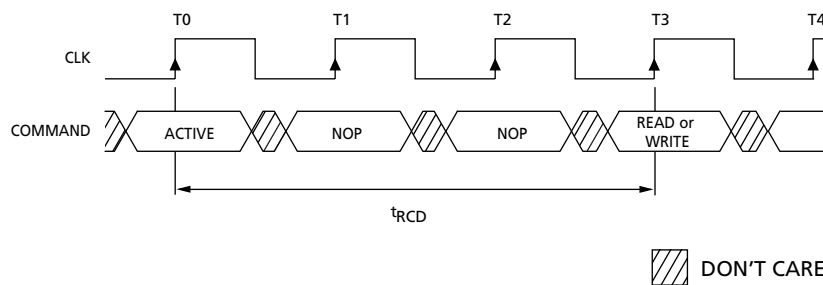 T0 T1 T2 T3 T4
CLK
COMMAND ACTIVE NOP NOP READ or
WRITE
tRCD
DON'T CARE